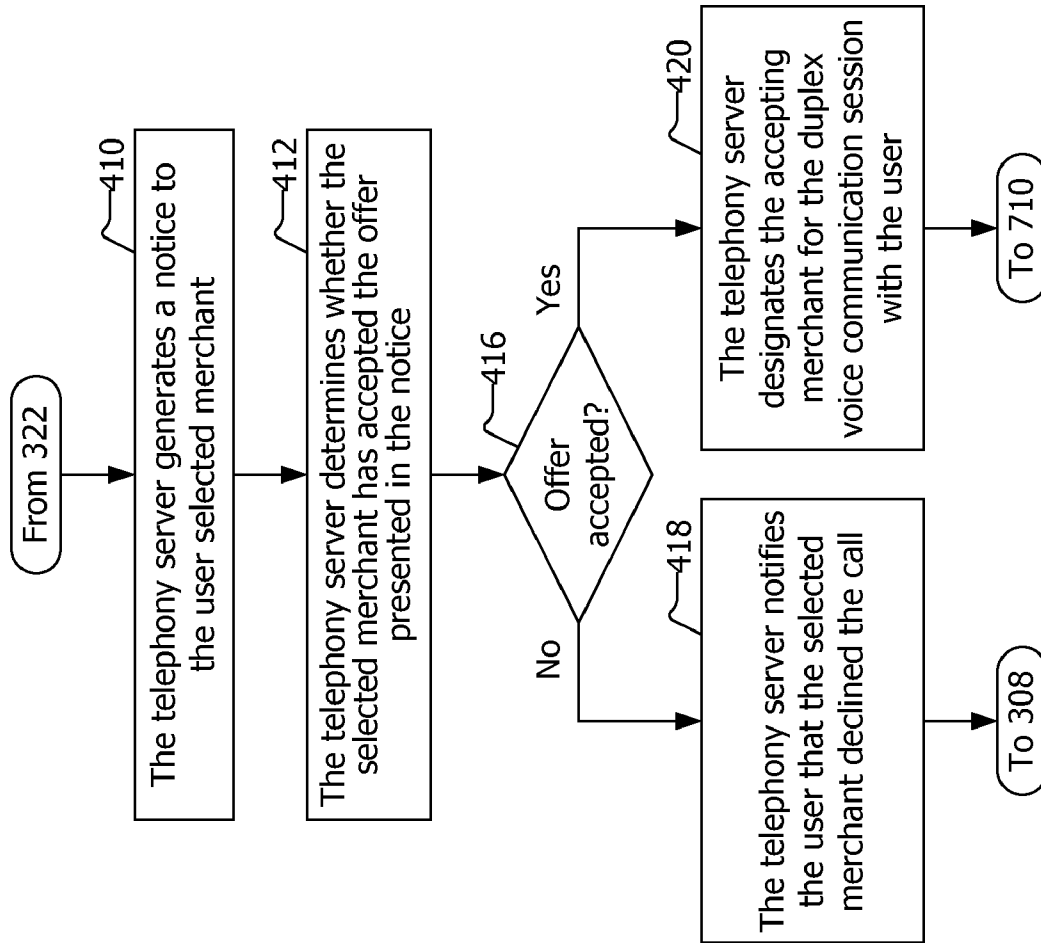 From 322
410
The telephony server generates a notice to
the user selected merchant
412
The telephony server determines whether the
selected merchant has accepted the offer
presented in the notice
416
Offer
accepted?
No
Yes
418
The telephony server notifies
the user that the selected
merchant declined the call
To 308
420
The telephony server
designates the accepting
merchant for the duplex
voice communication session
with the user
To 710